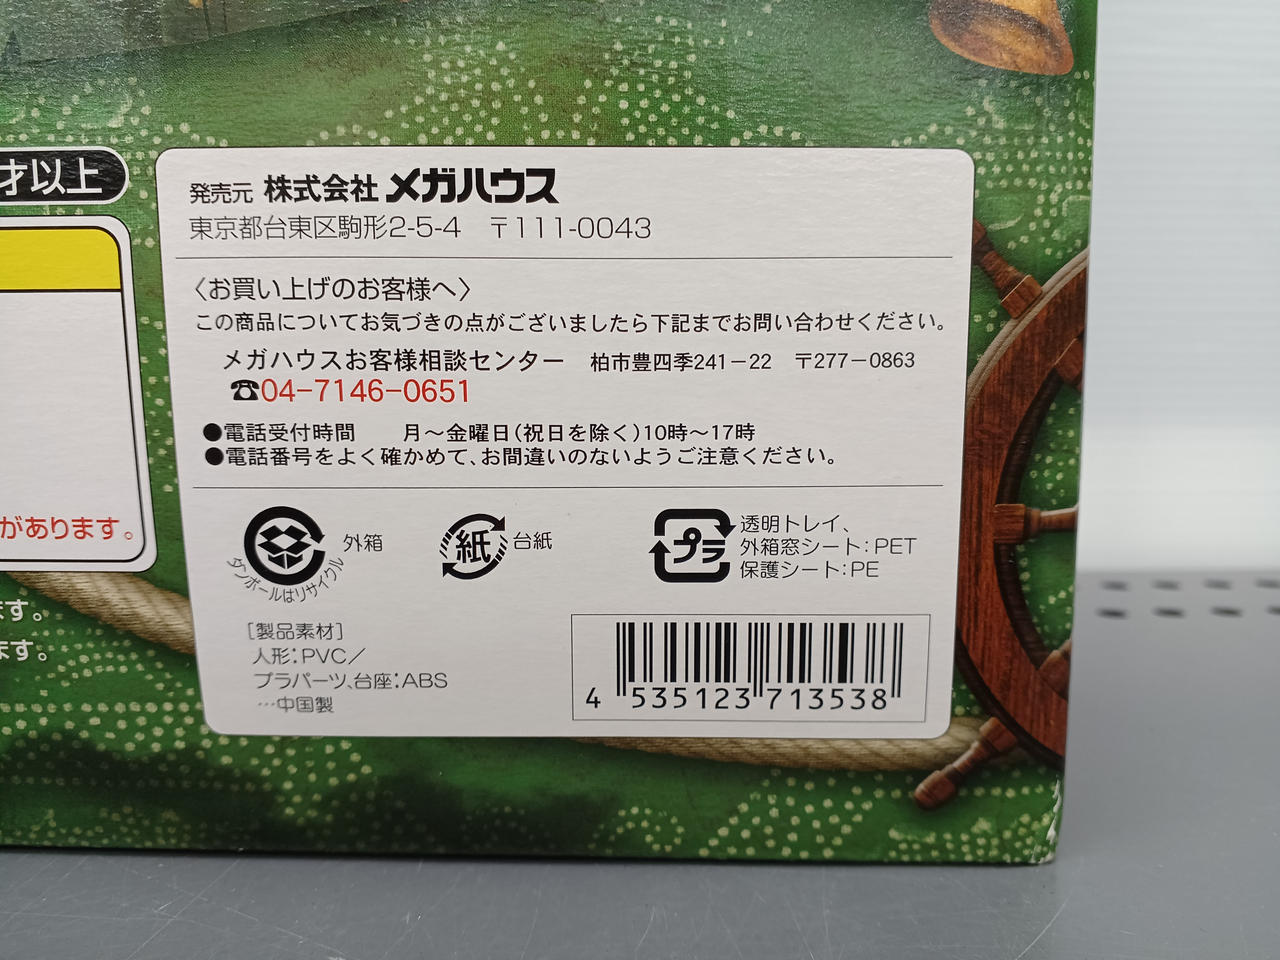 才以上
発売元 株式会社 メガハウス
東京都台東区駒形2-5-4 〒111-0043
〈お買い上げのお客様へ〉
この商品についてお気づきの点がございましたら下記までお問い合わせください。
メガハウスお客様相談センター 柏市豊四季241-22 〒277-0863
☎04-7146-0651
●電話受付時間 月～金曜日(祝日を除く)10時～17時
●電話番号をよく確かめて、お間違いのないようご注意ください。
があります。
外箱
ダンボールはリサイクル
紙
台紙
プラ
透明トレイ、
外箱窓シート:PET
保護シート:PE
ます。
ます。
[製品素材]
人形:PVC/
プラパーツ、台座:ABS
…中国製
4 535123 713538